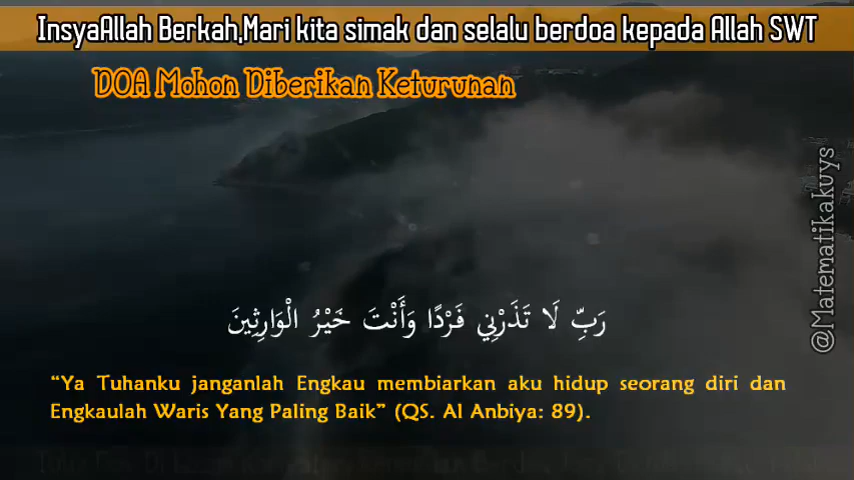 InsyaAllah Berkah,Mari kita simak dan selalu berdoa kepada Allah SWT
DOA Mohon Diberikan Keturunan
رَبِّ لَا تَذَرْنِي فَرْدًا وَأَنْتَ خَيْرُ الْوَارِثِينَ
“Ya Tuhanku janganlah Engkau membiarkan aku hidup seorang diri dan
Engkaulah Waris Yang Paling Baik” (QS. Al Anbiya: 89).
@Matematikakuys